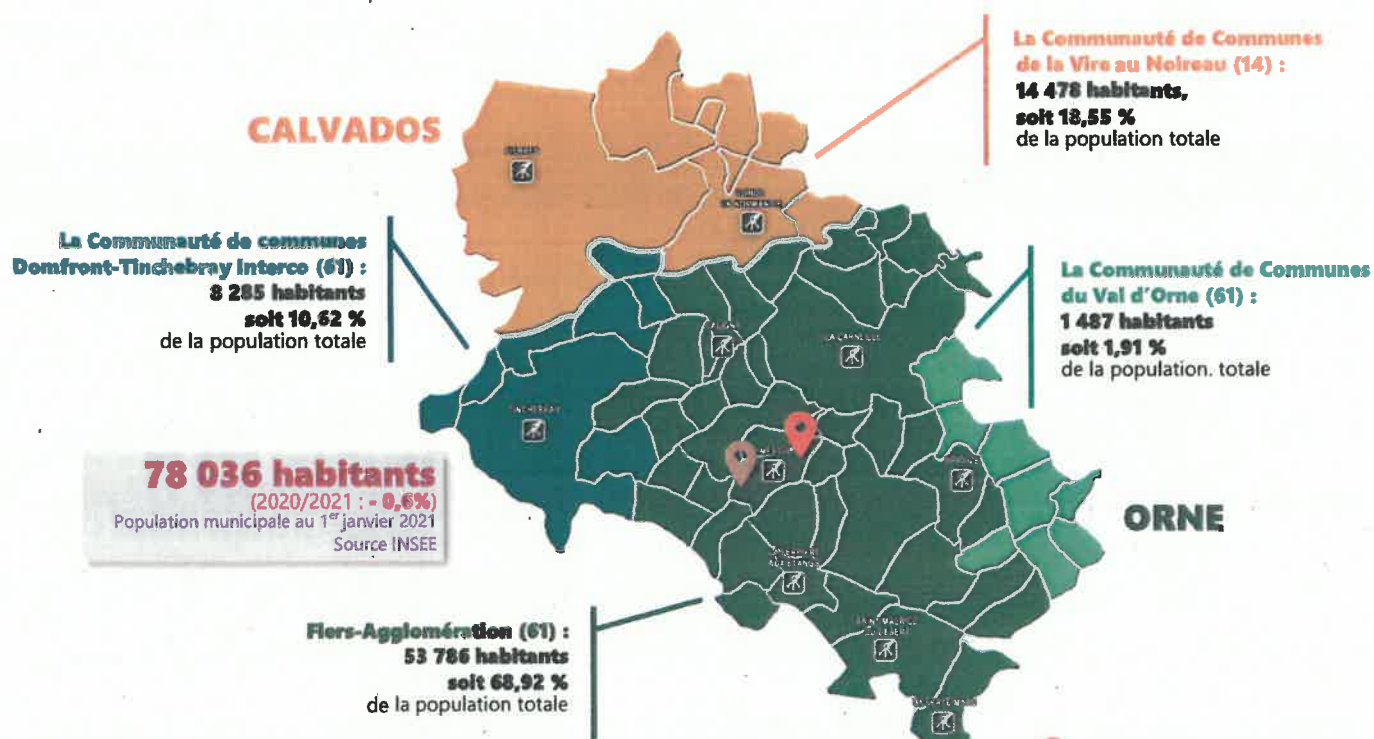 La Communauté de Communes
de la Vire au Noireau (14) :
14 478 habitants,
soit 18,55 %
de la population totale
CALVADOS
La Communauté de communes
Domfront-Tinchebray Interco (61) :
8 285 habitants
soit 10,62 %
de la population totale
La Communauté de Communes
du Val d'Orne (61) :
1 487 habitants
soit 1,91 %
de la population. totale
LA CARNEILLE
TINCHEBRAY
78 036 habitants
(2020/2021 : - 0,6%)
Population municipale au 1er janvier 2021
Source INSEE
ORNE
Flers-Agglomération (61) :
53 786 habitants
soit 68,92 %
de la population totale